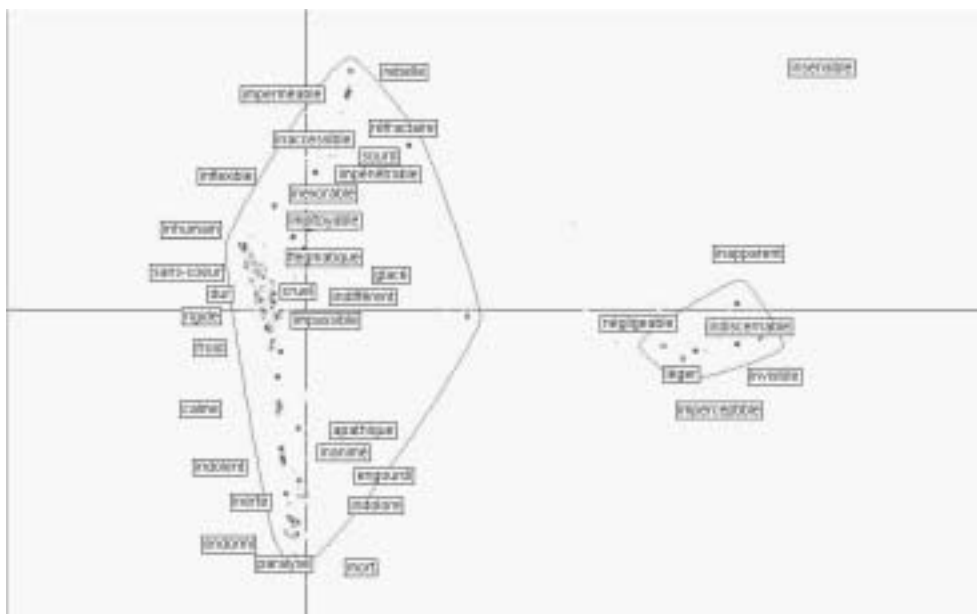 insensible
rebelle
imperméable
réfractaire
inaccessible
sourd
impénétrable
inflexible
inexorable
impitoyable
inhumain
inapparent
flegmatique
sans-coeur
glacé
dur
cruel
indifférent
rigide
impassible
négligeable
indiscernable
froid
léger
invisible
calme
imperceptible
apathique
inanimé
indolent
engourdi
inerte
indolore
endormi
paralysé
mort